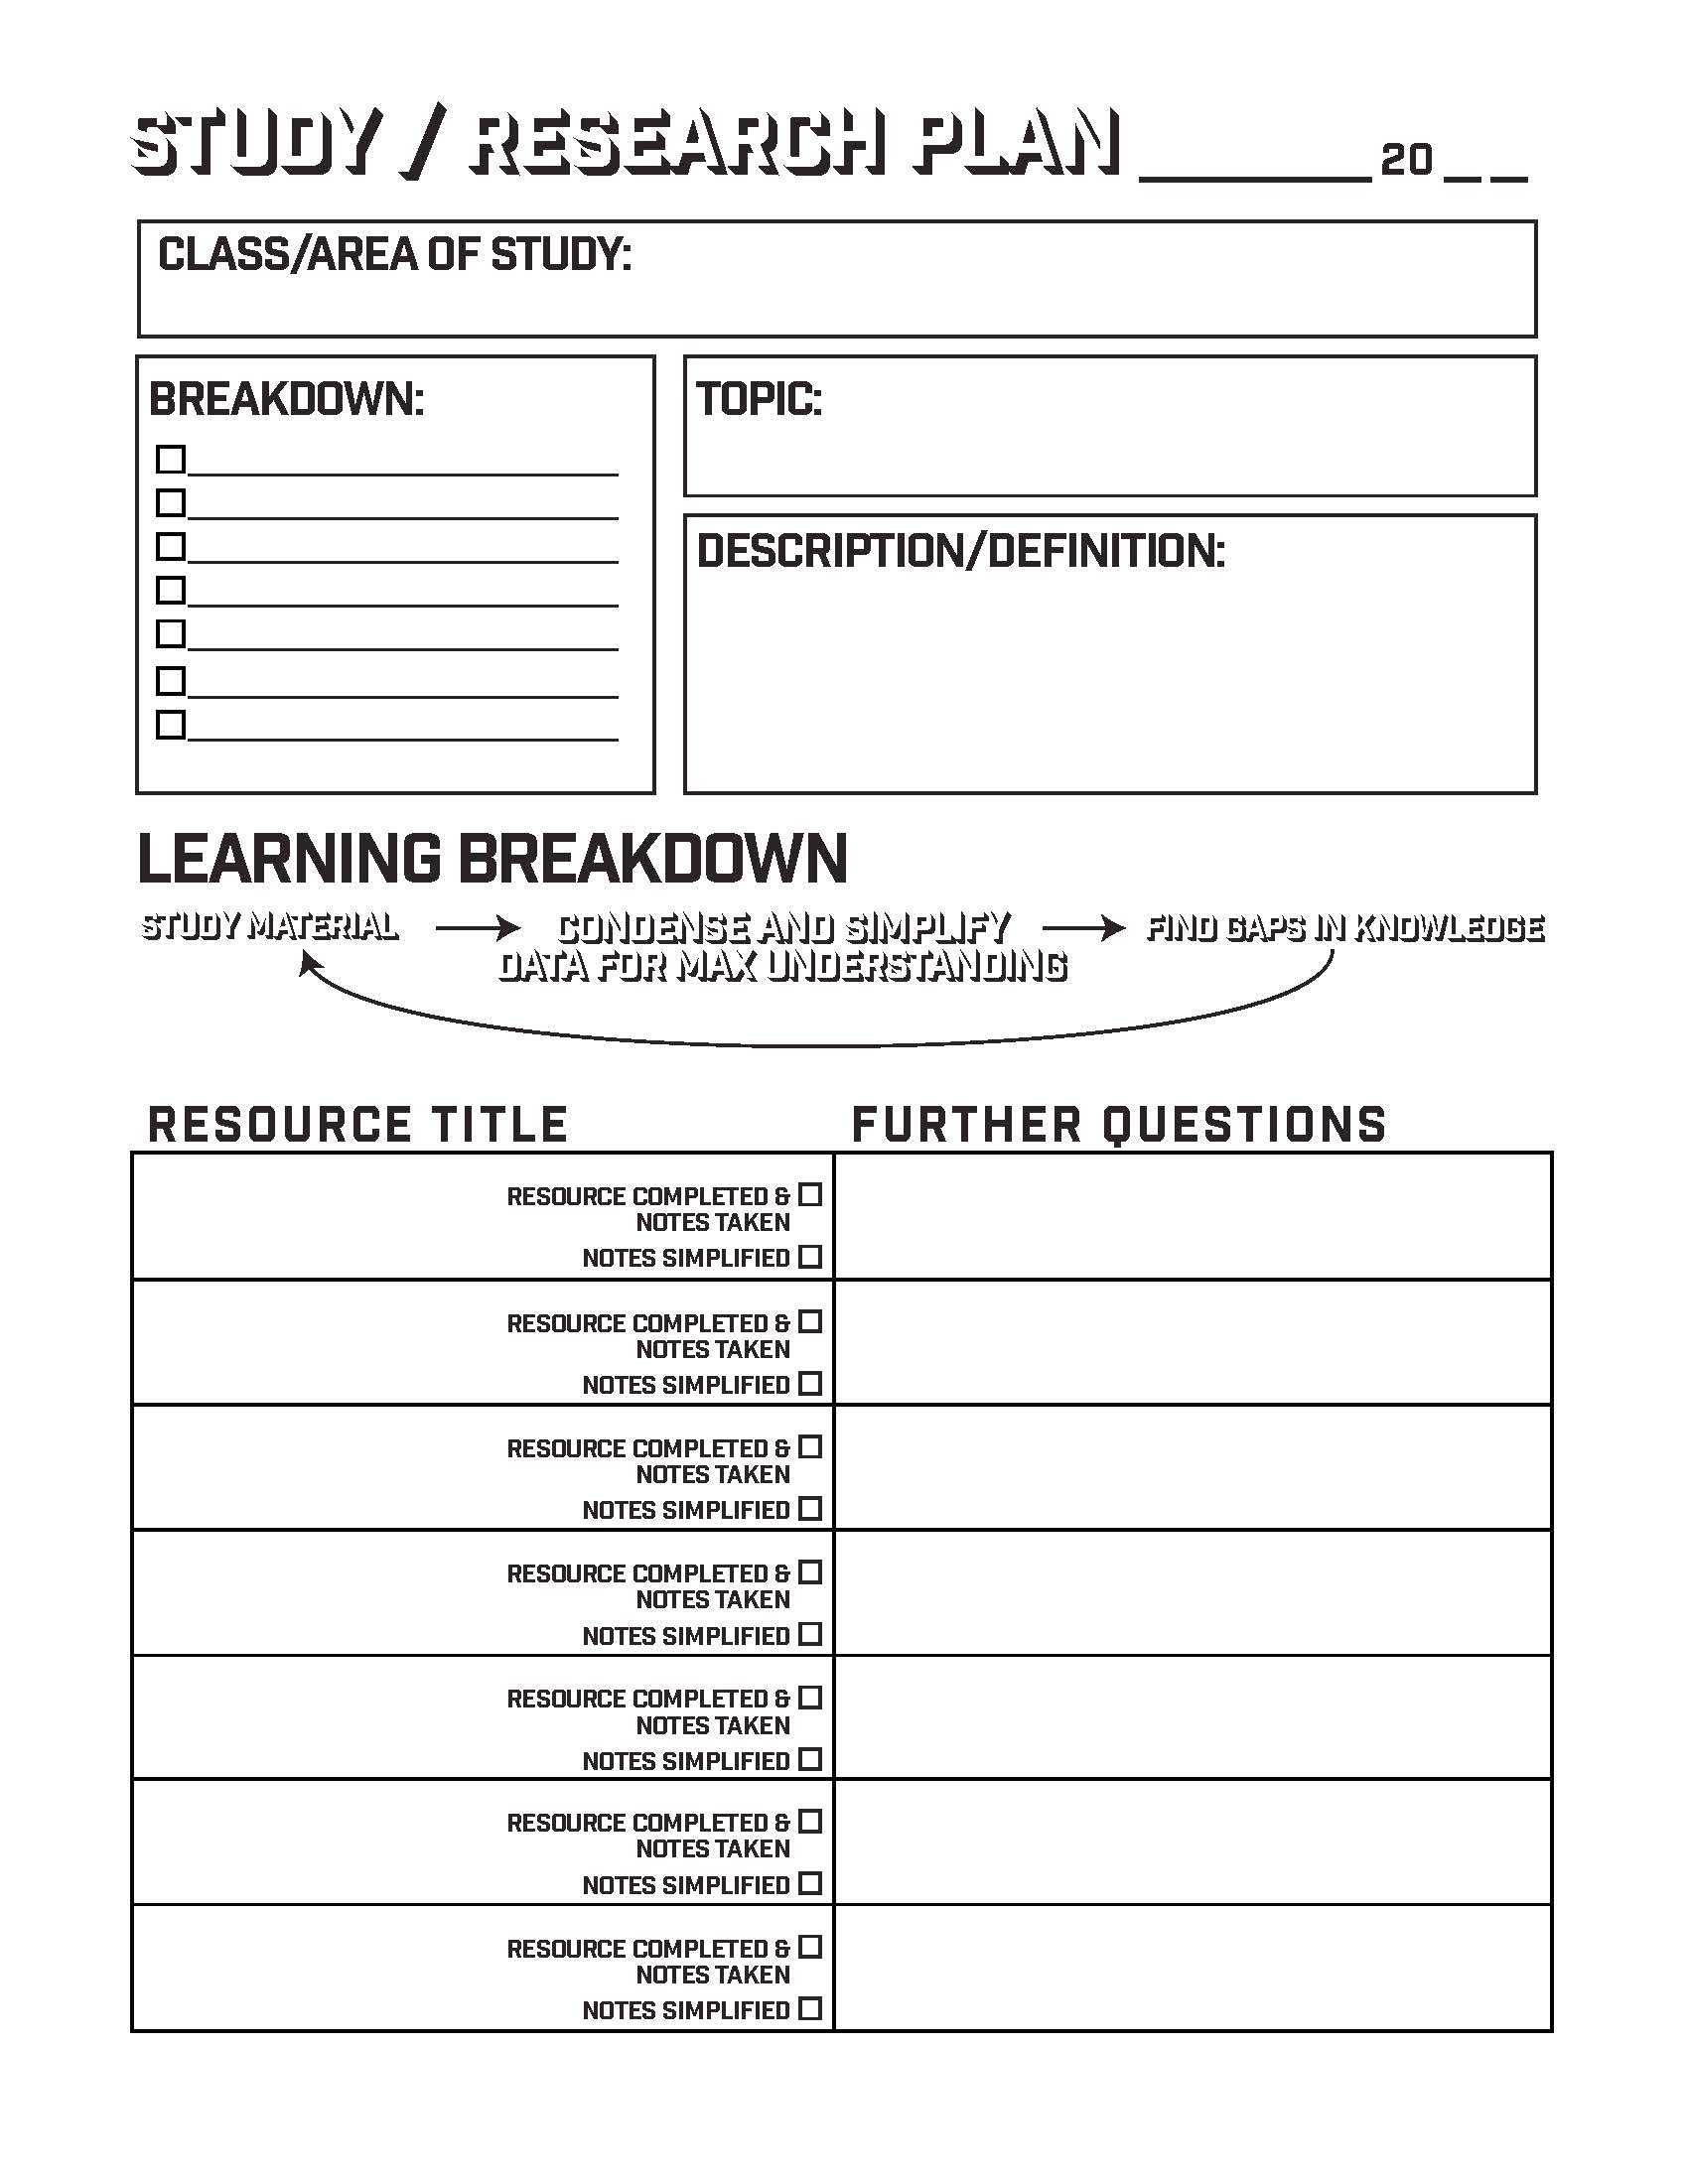 STUDY / RESEARCH PLAN ________ 20 _ _
CLASS/AREA OF STUDY:
BREAKDOWN:
TOPIC:
DESCRIPTION/DEFINITION:
LEARNING BREAKDOWN
STUDY MATERIAL
CONDENSE AND SIMPLIFY
DATA FOR MAX UNDERSTANDING
FIND GAPS IN KNOWLEDGE
RESOURCE TITLE
FURTHER QUESTIONS
RESOURCE COMPLETED &
NOTES TAKEN
NOTES SIMPLIFIED
RESOURCE COMPLETED &
NOTES TAKEN
NOTES SIMPLIFIED
RESOURCE COMPLETED &
NOTES TAKEN
NOTES SIMPLIFIED
RESOURCE COMPLETED &
NOTES TAKEN
NOTES SIMPLIFIED
RESOURCE COMPLETED &
NOTES TAKEN
NOTES SIMPLIFIED
RESOURCE COMPLETED &
NOTES TAKEN
NOTES SIMPLIFIED
RESOURCE COMPLETED &
NOTES TAKEN
NOTES SIMPLIFIED